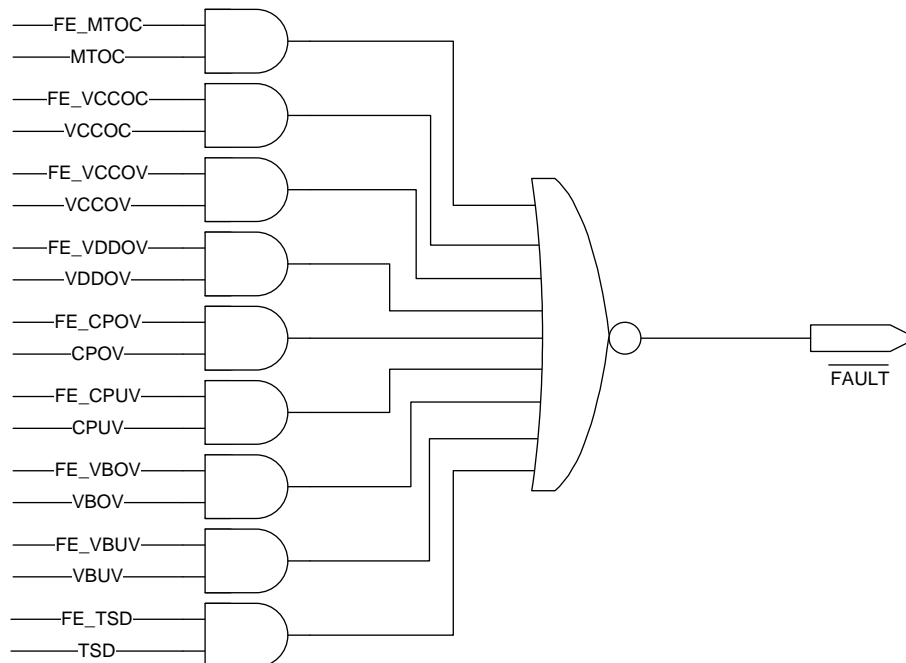 FE_MTOC
MTOC
FE_VCCOC
VCCOC
FE_VCCOV
VCCOV
FE_VDDOV
VDDOV
FE_CPOV
CPOV
FE_CPUV
CPUV
FE_VBOV
VBOV
FE_VBUV
VBUV
FE_TSD
TSD
FAULT